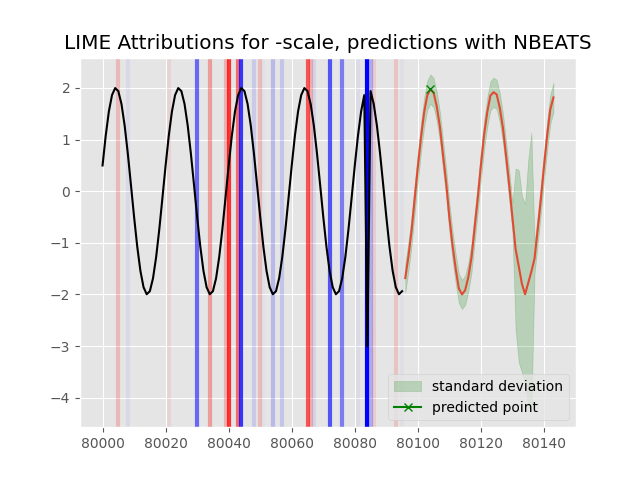 LIME Attributions for -scale, predictions with NBEATS
2
1
0
−1
−2
−3
−4
80000 80020 80040 80060 80080 80100 80120 80140
standard deviation
predicted point